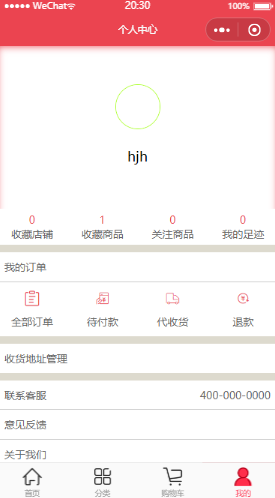 WeChat 20:30 100%
个人中心
hjh
0 1 0 0
收藏店铺 收藏商品 关注商品 我的足迹
我的订单
全部订单 待付款 代收货 退款
收货地址管理
联系客服 400-000-0000
意见反馈
关于我们
首页 分类 购物车 我的